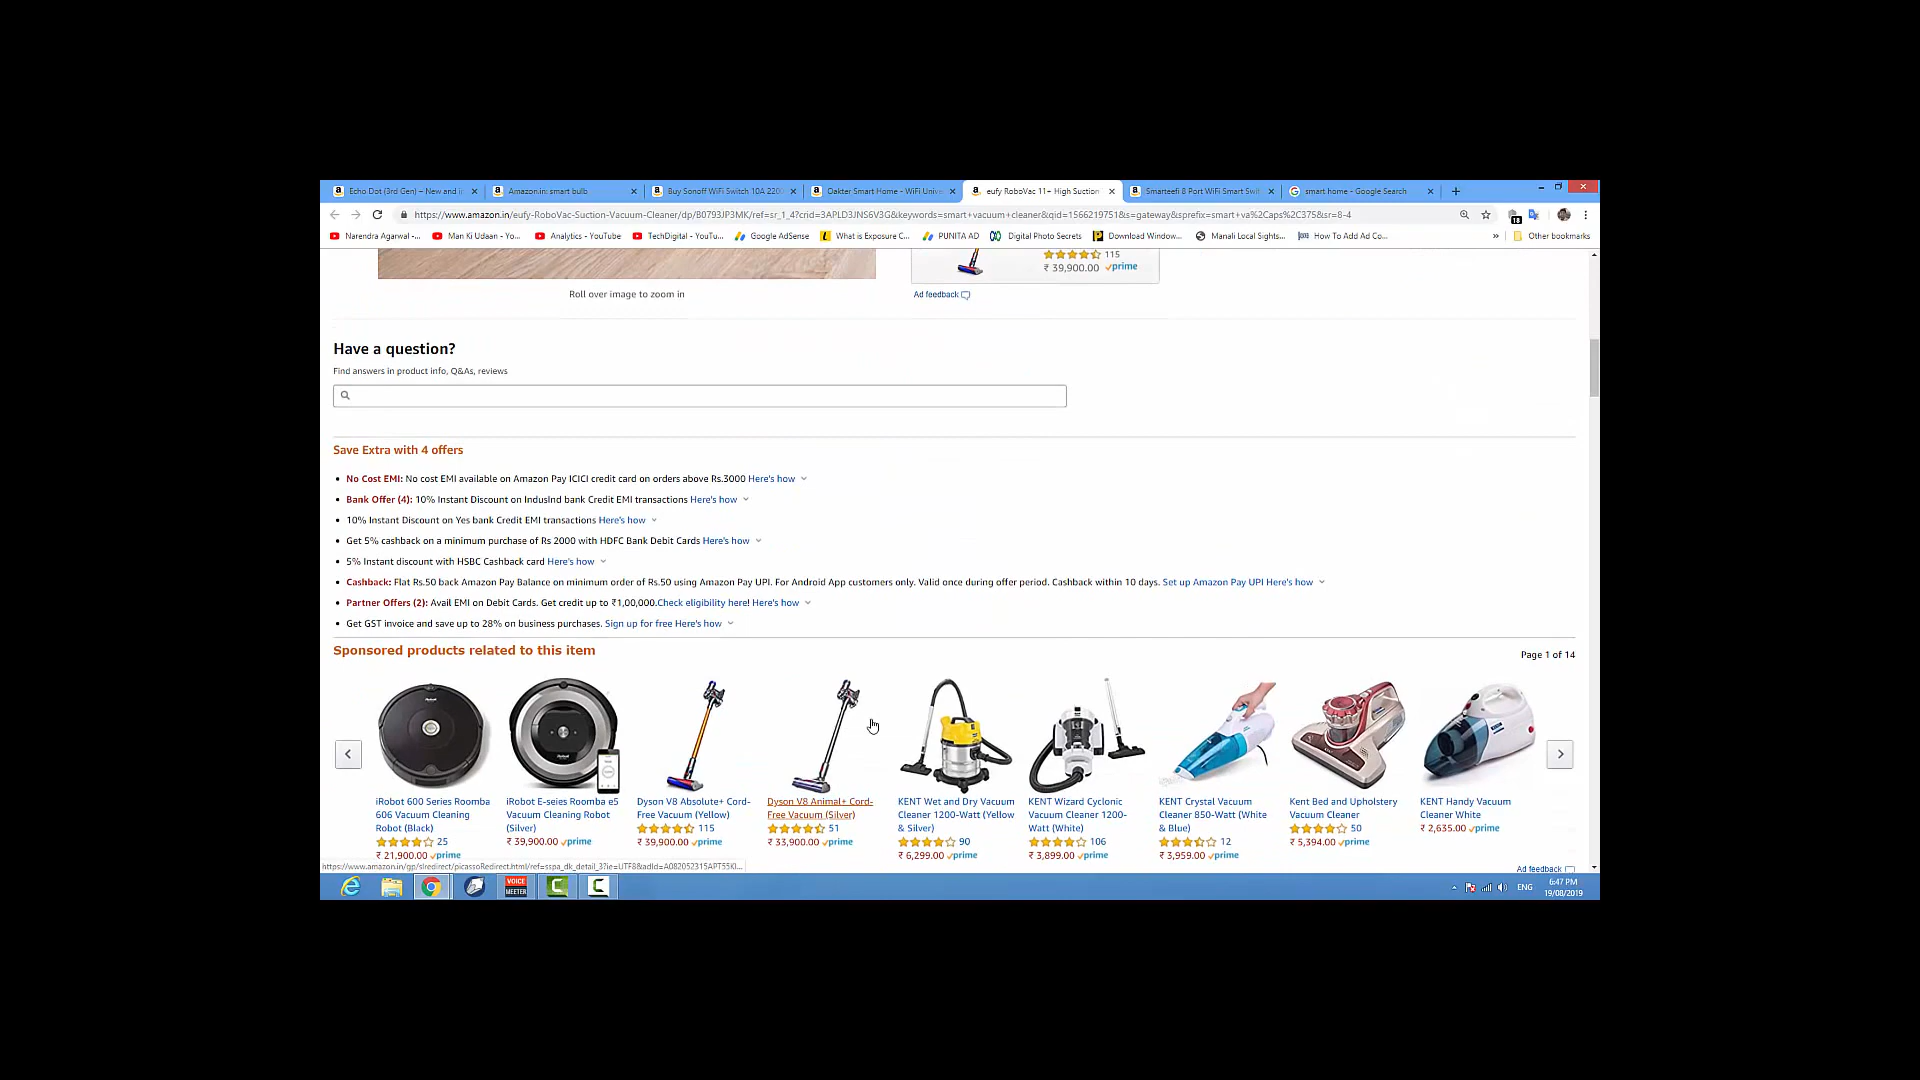 Echo Dot (3rd Gen) – New and i
Amazon.in: smart bulb
Buy Sonoff WiFi Switch 10A 220
Oakter Smart Home - WiFi Unive
eufy RoboVac 11+ High Suction
Smarteefi 8 Port WiFi Smart Swit
smart home - Google Search
https://www.amazon.in/eufy-RoboVac-Suction-Vacuum-Cleaner/dp/B0793JP3MK/ref=sr_1_4?crid=3APLD3JNS6V3G&keywords=smart+vacuum+cleaner&qid=1566219751&s=gateway&sprefix=smart+va%2Caps%2C375&sr=8-4
18
Narendra Agarwal -...
Man Ki Udaan - Yo...
Analytics - YouTube
TechDigital - YouTu...
Google AdSense
What is Exposure C...
PUNITA AD
Digital Photo Secrets
Download Window...
Manali Local Sights...
How To Add Ad Co...
»
Other bookmarks
115
₹ 39,900.00 prime
Roll over image to zoom in
Ad feedback
Have a question?
Find answers in product info, Q&As, reviews
Save Extra with 4 offers
• No Cost EMI: No cost EMI available on Amazon Pay ICICI credit card on orders above Rs.3000 Here's how
• Bank Offer (4): 10% Instant Discount on IndusInd bank Credit EMI transactions Here's how
• 10% Instant Discount on Yes bank Credit EMI transactions Here's how
• Get 5% cashback on a minimum purchase of Rs 2000 with HDFC Bank Debit Cards Here's how
• 5% Instant discount with HSBC Cashback card Here's how
• Cashback: Flat Rs.50 back Amazon Pay Balance on minimum order of Rs.50 using Amazon Pay UPI. For Android App customers only. Valid once during offer period. Cashback within 10 days. Set up Amazon Pay UPI Here's how
• Partner Offers (2): Avail EMI on Debit Cards. Get credit up to ₹1,00,000.Check eligibility here! Here's how
• Get GST invoice and save up to 28% on business purchases. Sign up for free Here's how
Sponsored products related to this item
Page 1 of 14
iRobot 600 Series Roomba
606 Vacuum Cleaning
Robot (Black)
25
₹ 21,900.00 prime
iRobot E-seies Roomba e5
Vacuum Cleaning Robot
(Silver)
₹ 39,900.00 prime
Dyson V8 Absolute+ Cord-
Free Vacuum (Yellow)
115
₹ 39,900.00 prime
Dyson V8 Animal+ Cord-
Free Vacuum (Silver)
51
₹ 33,900.00 prime
KENT Wet and Dry Vacuum
Cleaner 1200-Watt (Yellow
& Silver)
90
₹ 6,299.00 prime
KENT Wizard Cyclonic
Vacuum Cleaner 1200-
Watt (White)
106
₹ 3,899.00 prime
KENT Crystal Vacuum
Cleaner 850-Watt (White
& Blue)
12
₹ 3,959.00 prime
Kent Bed and Upholstery
Vacuum Cleaner
50
₹ 5,394.00 prime
KENT Handy Vacuum
Cleaner White
₹ 2,635.00 prime
Ad feedback
https://www.amazon.in/gp/slredirect/picassoRedirect.html/ref=sspa_dk_detail_3?ie=UTF8&adId=A082052315APT55KI...
VOICE
MEETER
ENG
6:47 PM
19/08/2019